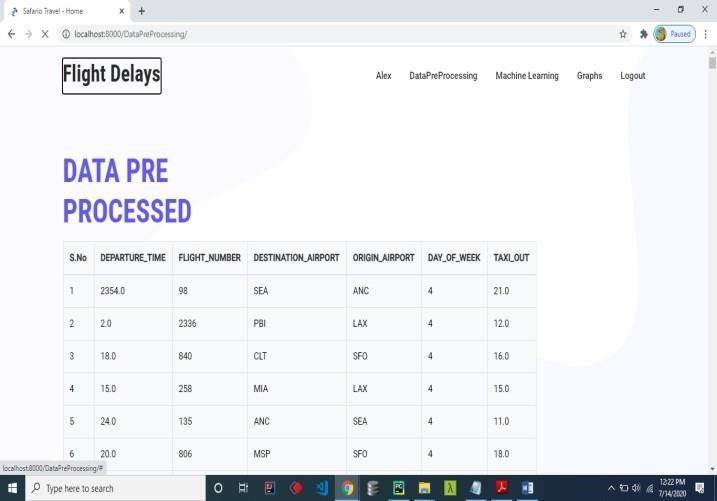 Safario Travel - Home
localhost:8000/DataPreProcessing/
Paused
Flight Delays
Alex DataPreProcessing Machine Learning Graphs Logout
DATA PRE
PROCESSED
S.No DEPARTURE_TIME FLIGHT_NUMBER DESTINATION_AIRPORT ORIGIN_AIRPORT DAY_OF_WEEK TAXI_OUT
1 2354.0 98 SEA ANC 4 21.0
2 2.0 2336 PBI LAX 4 12.0
3 18.0 840 CLT SFO 4 16.0
4 15.0 258 MIA LAX 4 15.0
5 24.0 135 ANC SEA 4 11.0
6 20.0 806 MSP SFO 4 18.0
localhost:8000/DataPreProcessing/#
Type here to search
12:22 PM
7/14/2020